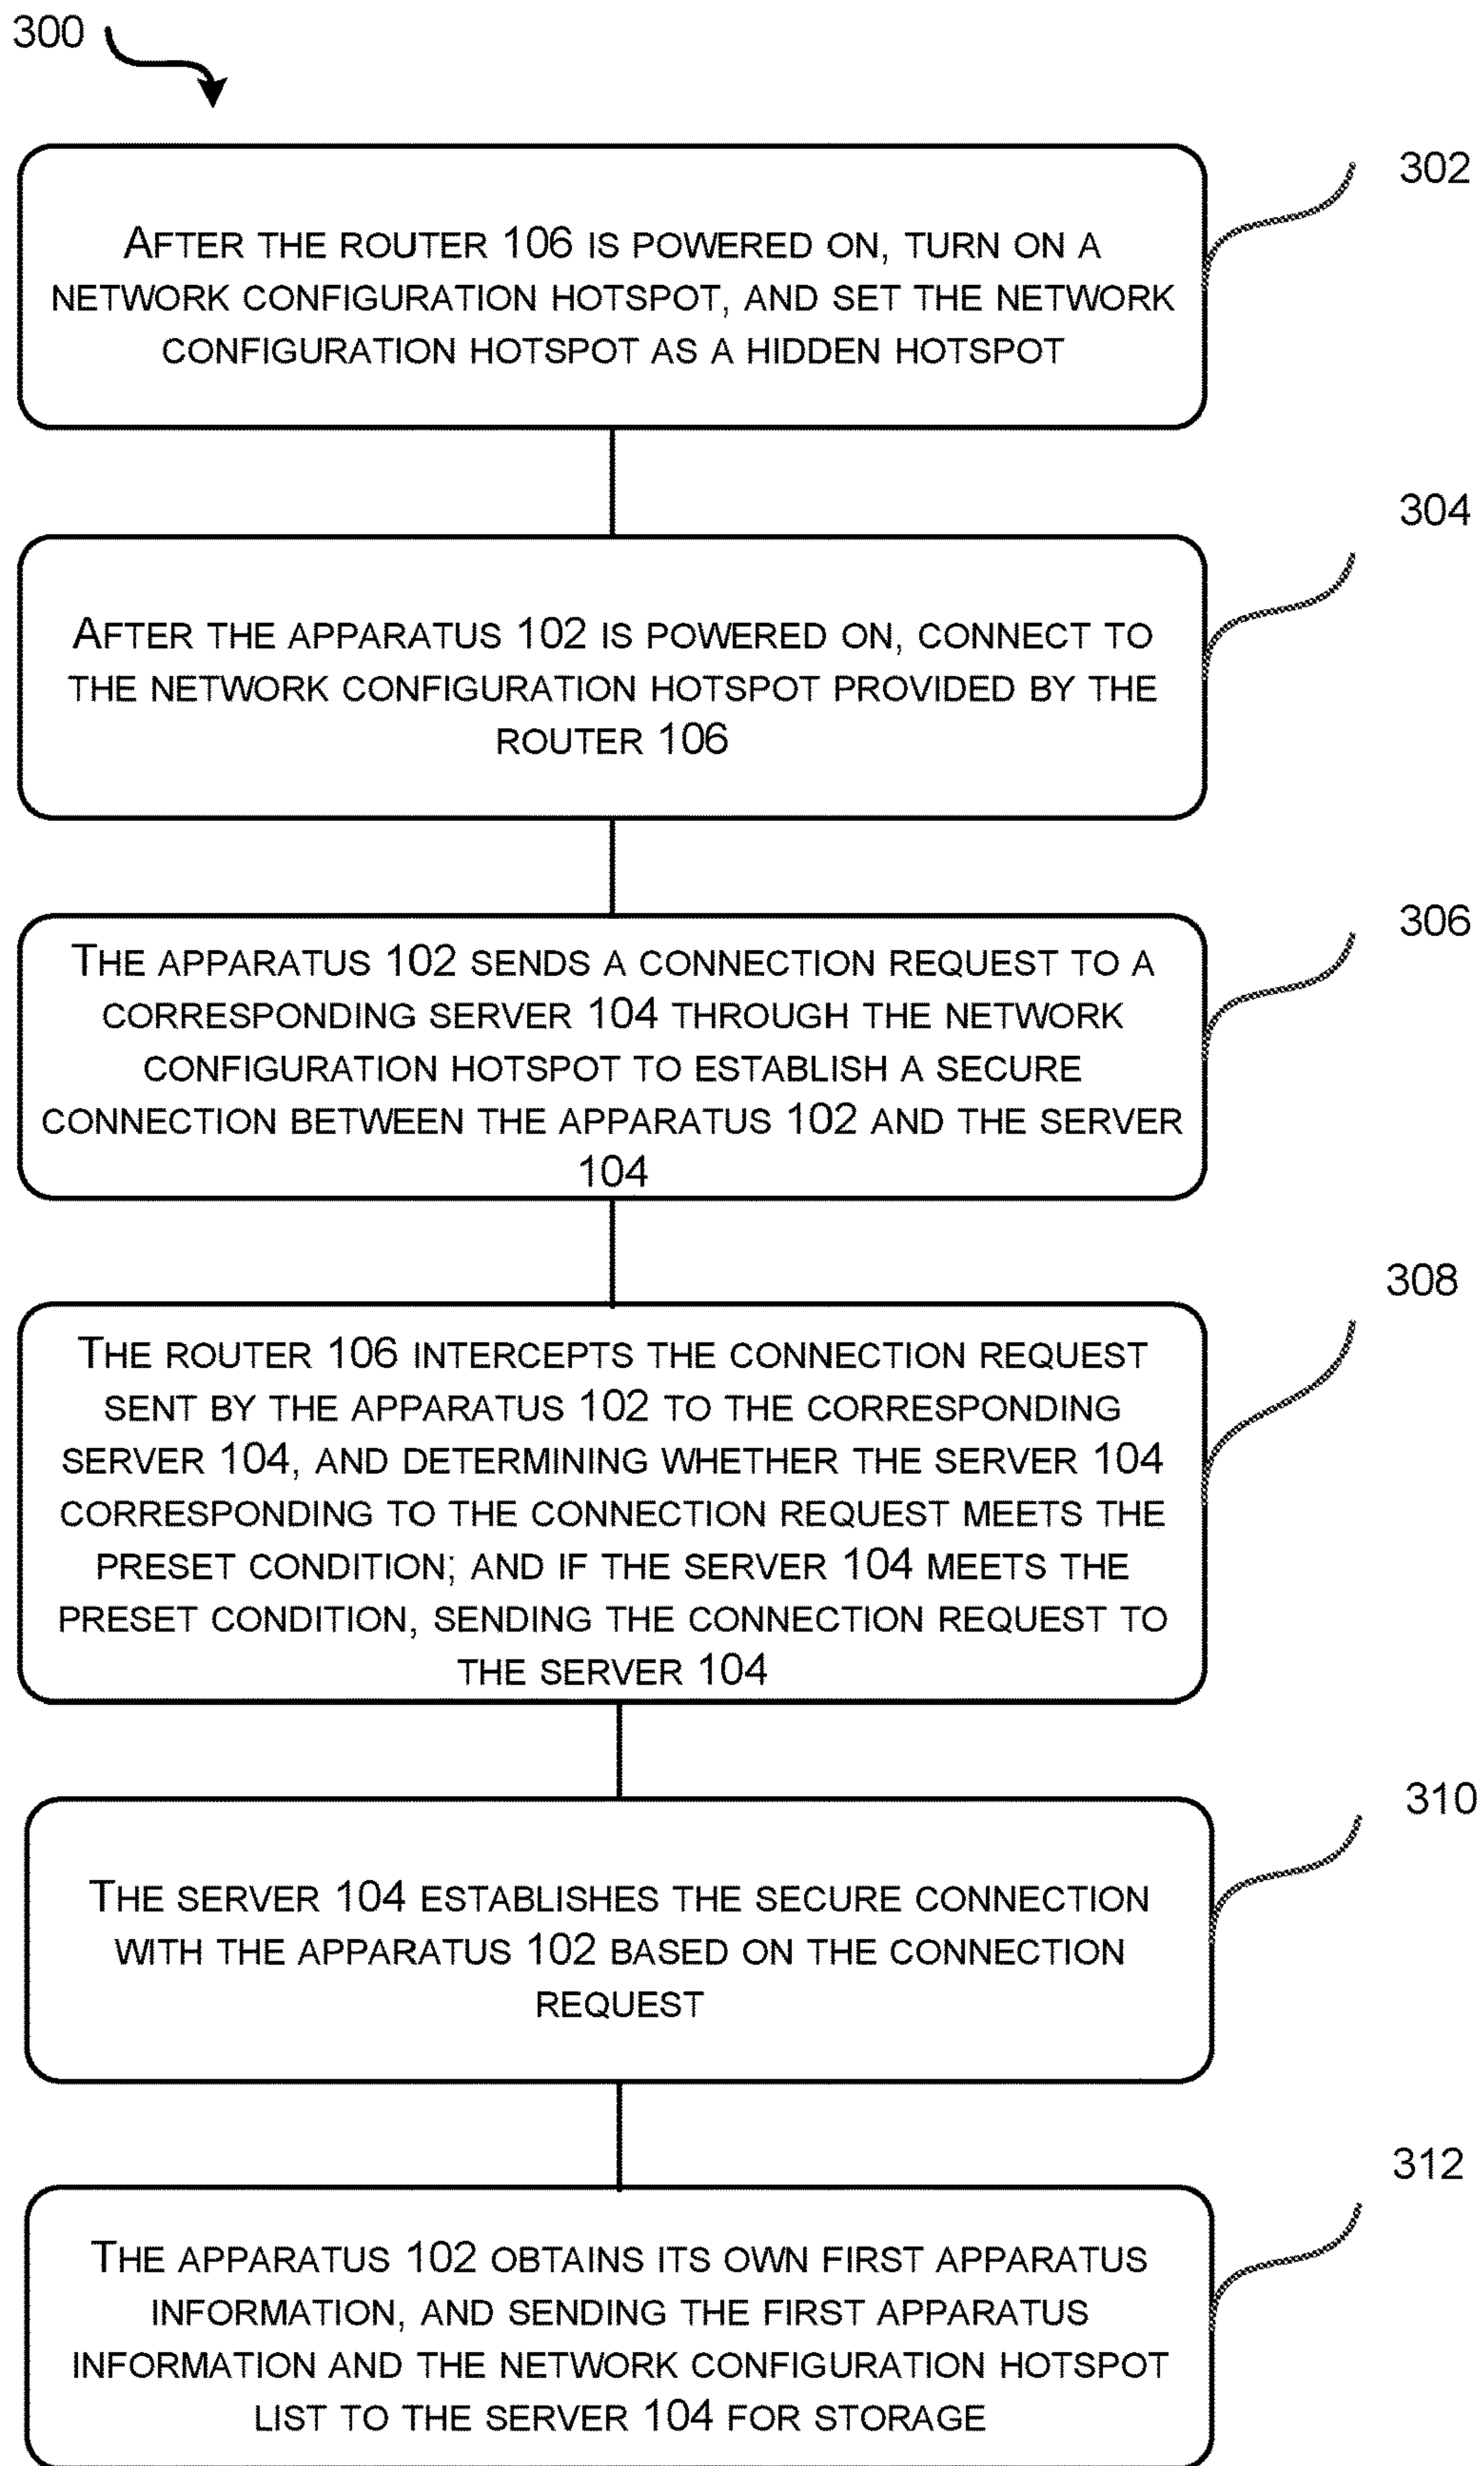 300
302
AFTER THE ROUTER 106 IS POWERED ON, TURN ON A
NETWORK CONFIGURATION HOTSPOT, AND SET THE NETWORK
CONFIGURATION HOTSPOT AS A HIDDEN HOTSPOT
304
AFTER THE APPARATUS 102 IS POWERED ON, CONNECT TO
THE NETWORK CONFIGURATION HOTSPOT PROVIDED BY THE
ROUTER 106
306
THE APPARATUS 102 SENDS A CONNECTION REQUEST TO A
CORRESPONDING SERVER 104 THROUGH THE NETWORK
CONFIGURATION HOTSPOT TO ESTABLISH A SECURE
CONNECTION BETWEEN THE APPARATUS 102 AND THE SERVER
104
308
THE ROUTER 106 INTERCEPTS THE CONNECTION REQUEST
SENT BY THE APPARATUS 102 TO THE CORRESPONDING
SERVER 104, AND DETERMINING WHETHER THE SERVER 104
CORRESPONDING TO THE CONNECTION REQUEST MEETS THE
PRESET CONDITION; AND IF THE SERVER 104 MEETS THE
PRESET CONDITION, SENDING THE CONNECTION REQUEST TO
THE SERVER 104
310
THE SERVER 104 ESTABLISHES THE SECURE CONNECTION
WITH THE APPARATUS 102 BASED ON THE CONNECTION
REQUEST
312
THE APPARATUS 102 OBTAINS ITS OWN FIRST APPARATUS
INFORMATION, AND SENDING THE FIRST APPARATUS
INFORMATION AND THE NETWORK CONFIGURATION HOTSPOT
LIST TO THE SERVER 104 FOR STORAGE